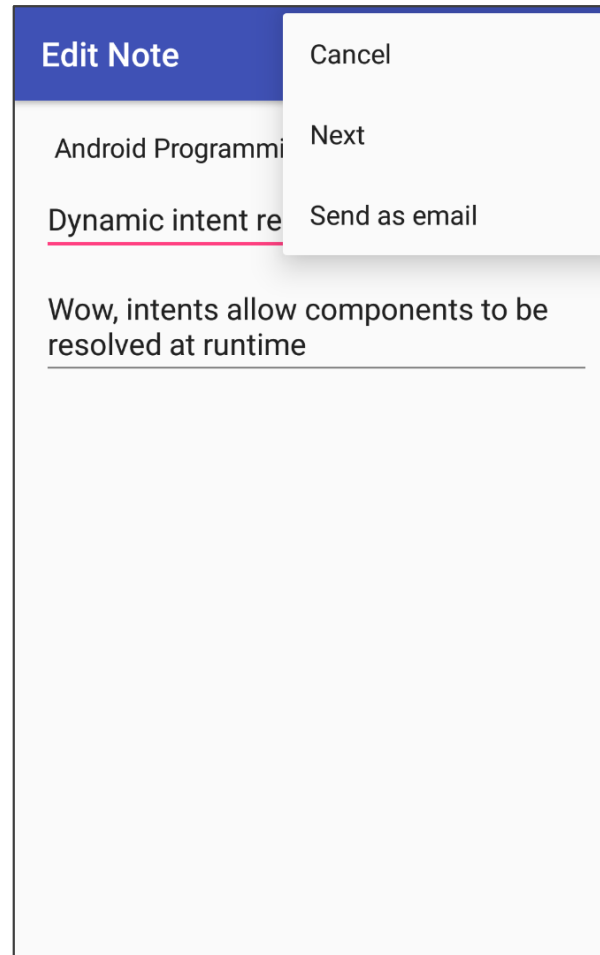 Edit Note
Cancel
Next
Send as email
Android Programmi
Dynamic intent re
Wow, intents allow components to be
resolved at runtime